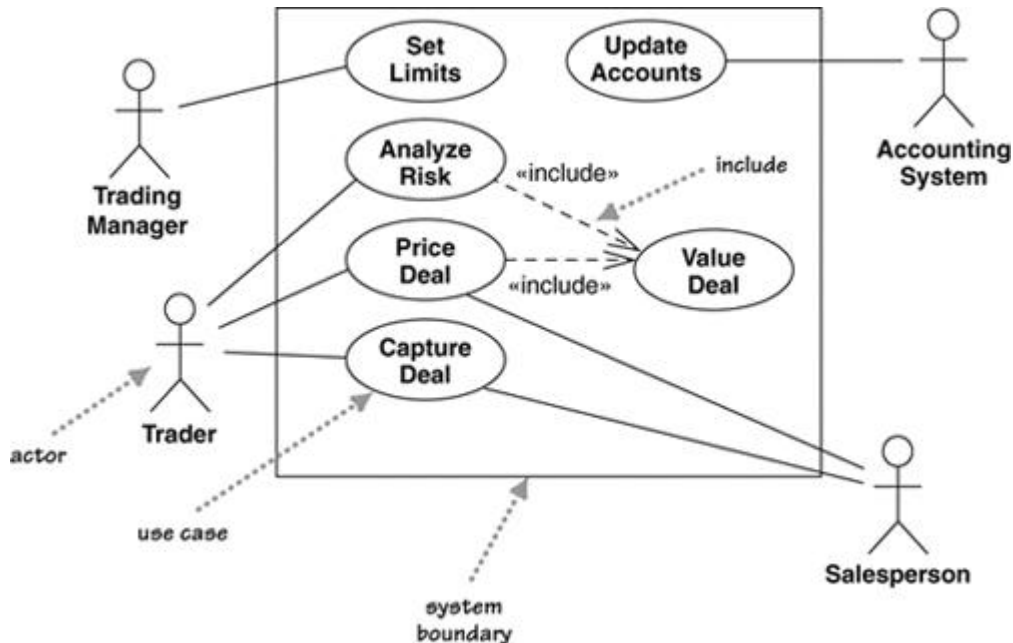 Set
Limits
Update
Accounts
Trading
Manager
Accounting
System
Analyze
Risk
«include»
include
Price
Deal
«include»
Value
Deal
Capture
Deal
Trader
actor
use case
Salesperson
system
boundary